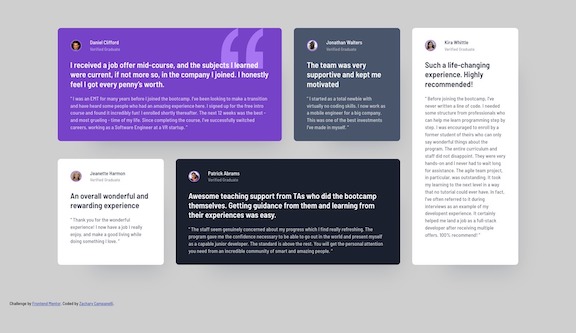 Daniel Clifford
Verified Graduate
I received a job offer mid-course, and the subjects I learned
were current, if not more so, in the company I joined. I honestly
feel I got every penny's worth.
" I was an EMT for many years before I joined the bootcamp. I've been looking to make a transition
and have heard some people who had an amazing experience here. I signed up for the free intro
course and found it incredibly fun! I enrolled shortly thereafter. The next 12 weeks was the best -
and most grueling - time of my life. Since completing the course, I've successfully switched
careers, working as a Software Engineer at a VR startup. "
Jonathan Walters
Verified Graduate
The team was very
supportive and kept me
motivated
" I started as a total newbie with
virtually no coding skills. I now work as
a mobile engineer for a big company.
This was one of the best investments
I've made in myself. "
Kira Whittle
Verified Graduate
Such a life-changing
experience. Highly
recommended!
" Before joining the bootcamp, I've
never written a line of code. I needed
some structure from professionals who
can help me learn programming step by
step. I was encouraged to enroll by a
former student of theirs who can only
say wonderful things about the
program. The entire curriculum and
staff did not disappoint. They were very
hands-on and I never had to wait long
for assistance. The agile team project,
in particular, was outstanding. It took
my learning to the next level in a way
that no tutorial could ever have. In fact,
I've often referred to it during
interviews as an example of my
developent experience. It certainly
helped me land a job as a full-stack
developer after receiving multiple
offers. 100% recommend! "
Jeanette Harmon
Verified Graduate
An overall wonderful and
rewarding experience
" Thank you for the wonderful
experience! I now have a job I really
enjoy, and make a good living while
doing something I love. "
Patrick Abrams
Verified Graduate
Awesome teaching support from TAs who did the bootcamp
themselves. Getting guidance from them and learning from
their experiences was easy.
" The staff seem genuinely concerned about my progress which I find really refreshing. The
program gave me the confidence necessary to be able to go out in the world and present myself
as a capable junior developer. The standard is above the rest. You will get the personal attention
you need from an incredible community of smart and amazing people. "
Challenge by Frontend Mentor. Coded by Zachary Companelli.